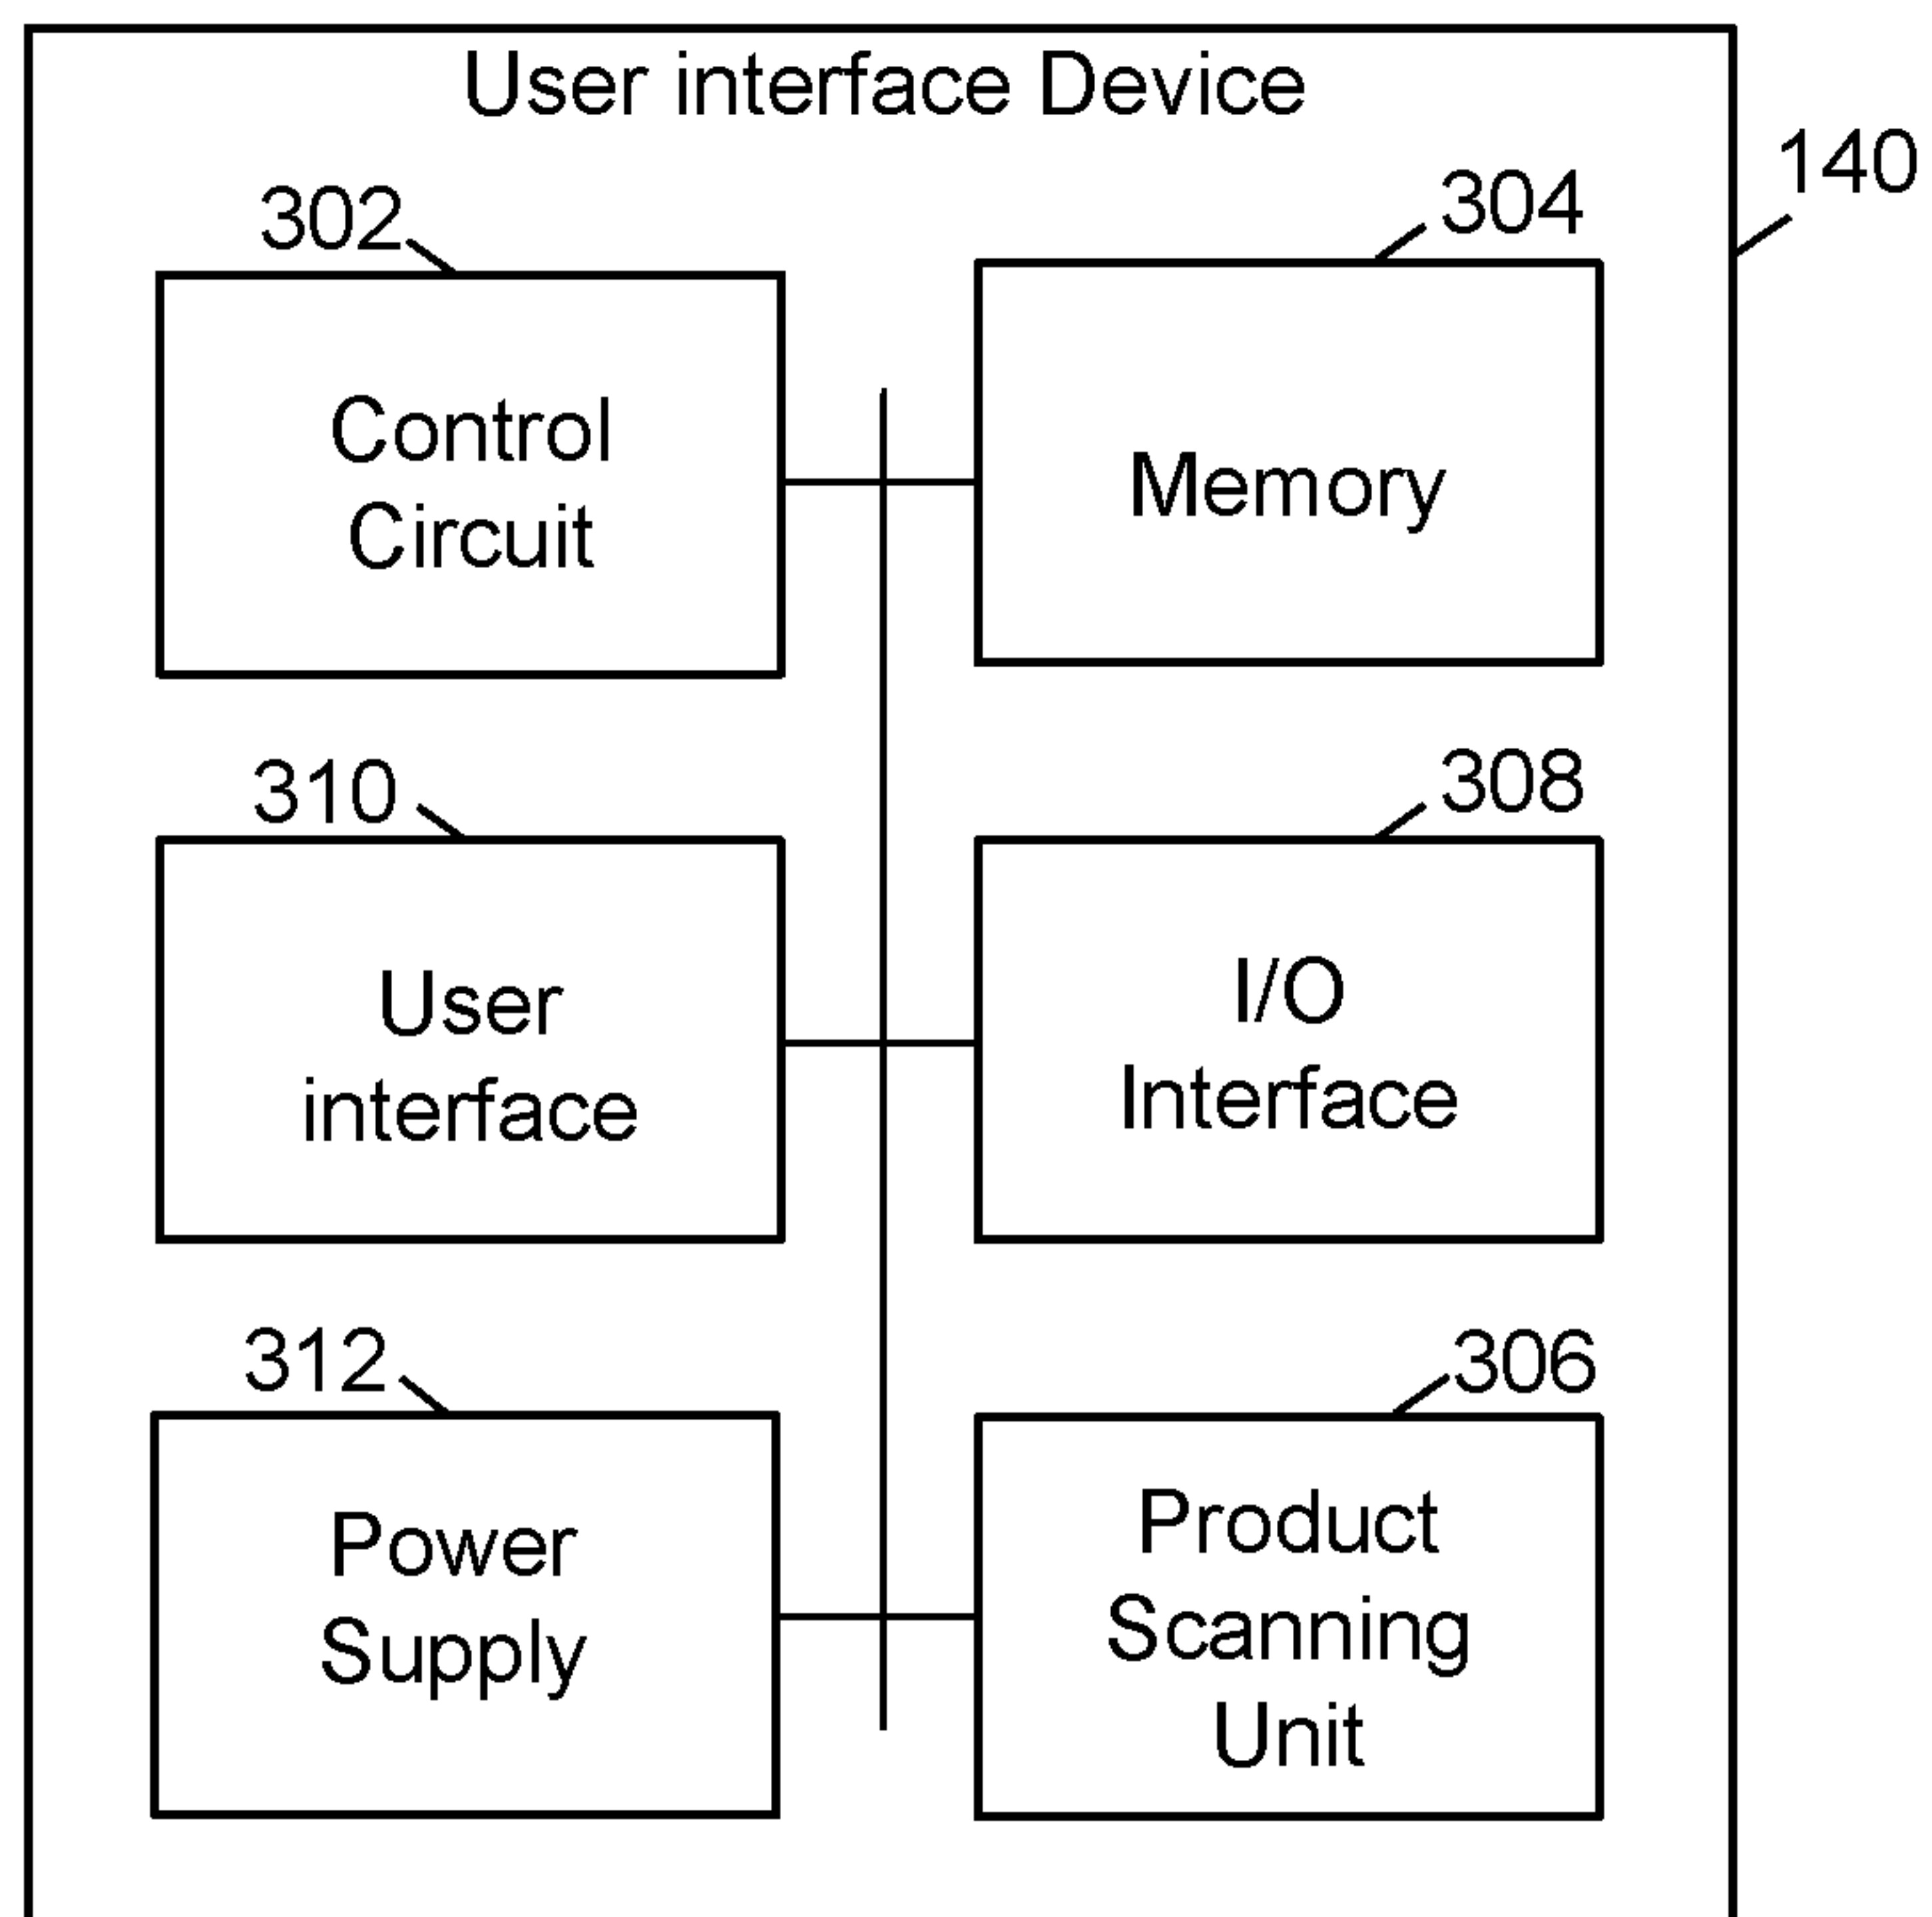 User interface Device
140
302
304
Control
Circuit
Memory
310
308
User
interface
I/O
Interface
312
306
Power
Supply
Product
Scanning
Unit